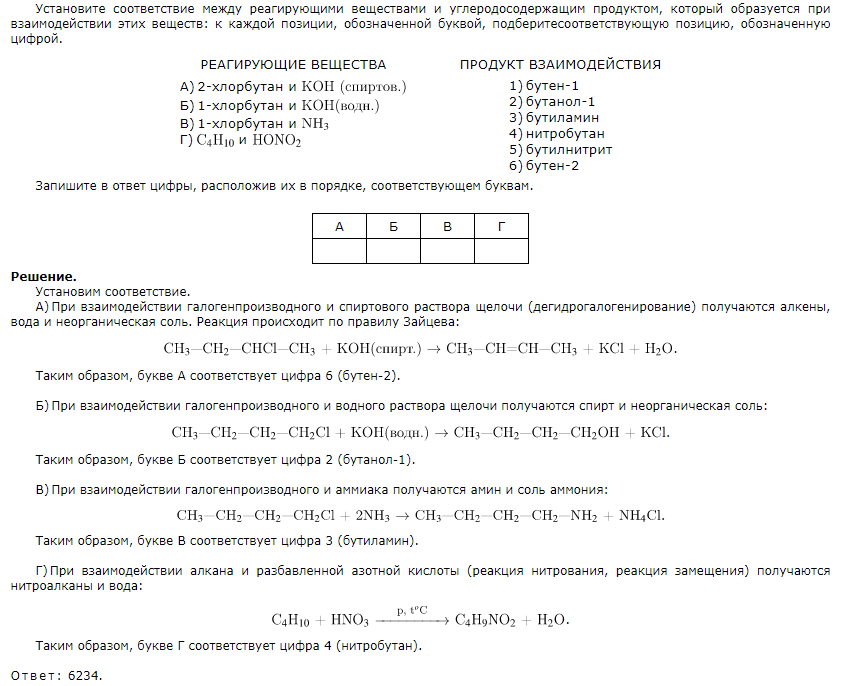 Установите соответствие между реагирующими веществами и углеродосодержащим продуктом, который образуется при
взаимодействии этих веществ: к каждой позиции, обозначенной буквой, подберитесоответствующую позицию, обозначенную
цифрой.
РЕАГИРУЮЩИЕ ВЕЩЕСТВА
А) 2-хлорбутан и KOH (спиртов.)
Б) 1-хлорбутан и KOH(водн.)
В) 1-хлорбутан и NH₃
Г) C₄H₁₀ и HONO₂
ПРОДУКТ ВЗАИМОДЕЙСТВИЯ
1) бутен-1
2) бутанол-1
3) бутиламин
4) нитробутан
5) бутилнитрит
6) бутен-2
Запишите в ответ цифры, расположив их в порядке, соответствующем буквам.
А Б В Г
Решение.
Установим соответствие.
А) При взаимодействии галогенпроизводного и спиртового раствора щелочи (дегидрогалогенирование) получаются алкены,
вода и неорганическая соль. Реакция происходит по правилу Зайцева:
CH₃—CH₂—CHCl—CH₃ + KOH(спирт.) → CH₃—CH=CH—CH₃ + KCl + H₂O.
Таким образом, букве А соответствует цифра 6 (бутен-2).
Б) При взаимодействии галогенпроизводного и водного раствора щелочи получаются спирт и неорганическая соль:
CH₃—CH₂—CH₂—CH₂Cl + KOH(водн.) → CH₃—CH₂—CH₂—CH₂OH + KCl.
Таким образом, букве Б соответствует цифра 2 (бутанол-1).
В) При взаимодействии галогенпроизводного и аммиака получаются амин и соль аммония:
CH₃—CH₂—CH₂—CH₂Cl + 2NH₃ → CH₃—CH₂—CH₂—CH₂—NH₂ + NH₄Cl.
Таким образом, букве В соответствует цифра 3 (бутиламин).
Г) При взаимодействии алкана и разбавленной азотной кислоты (реакция нитрования, реакция замещения) получаются
нитроалканы и вода:
p, t°C
C₄H₁₀ + HNO₃ ⟶ C₄H₉NO₂ + H₂O.
Таким образом, букве Г соответствует цифра 4 (нитробутан).
Ответ: 6234.